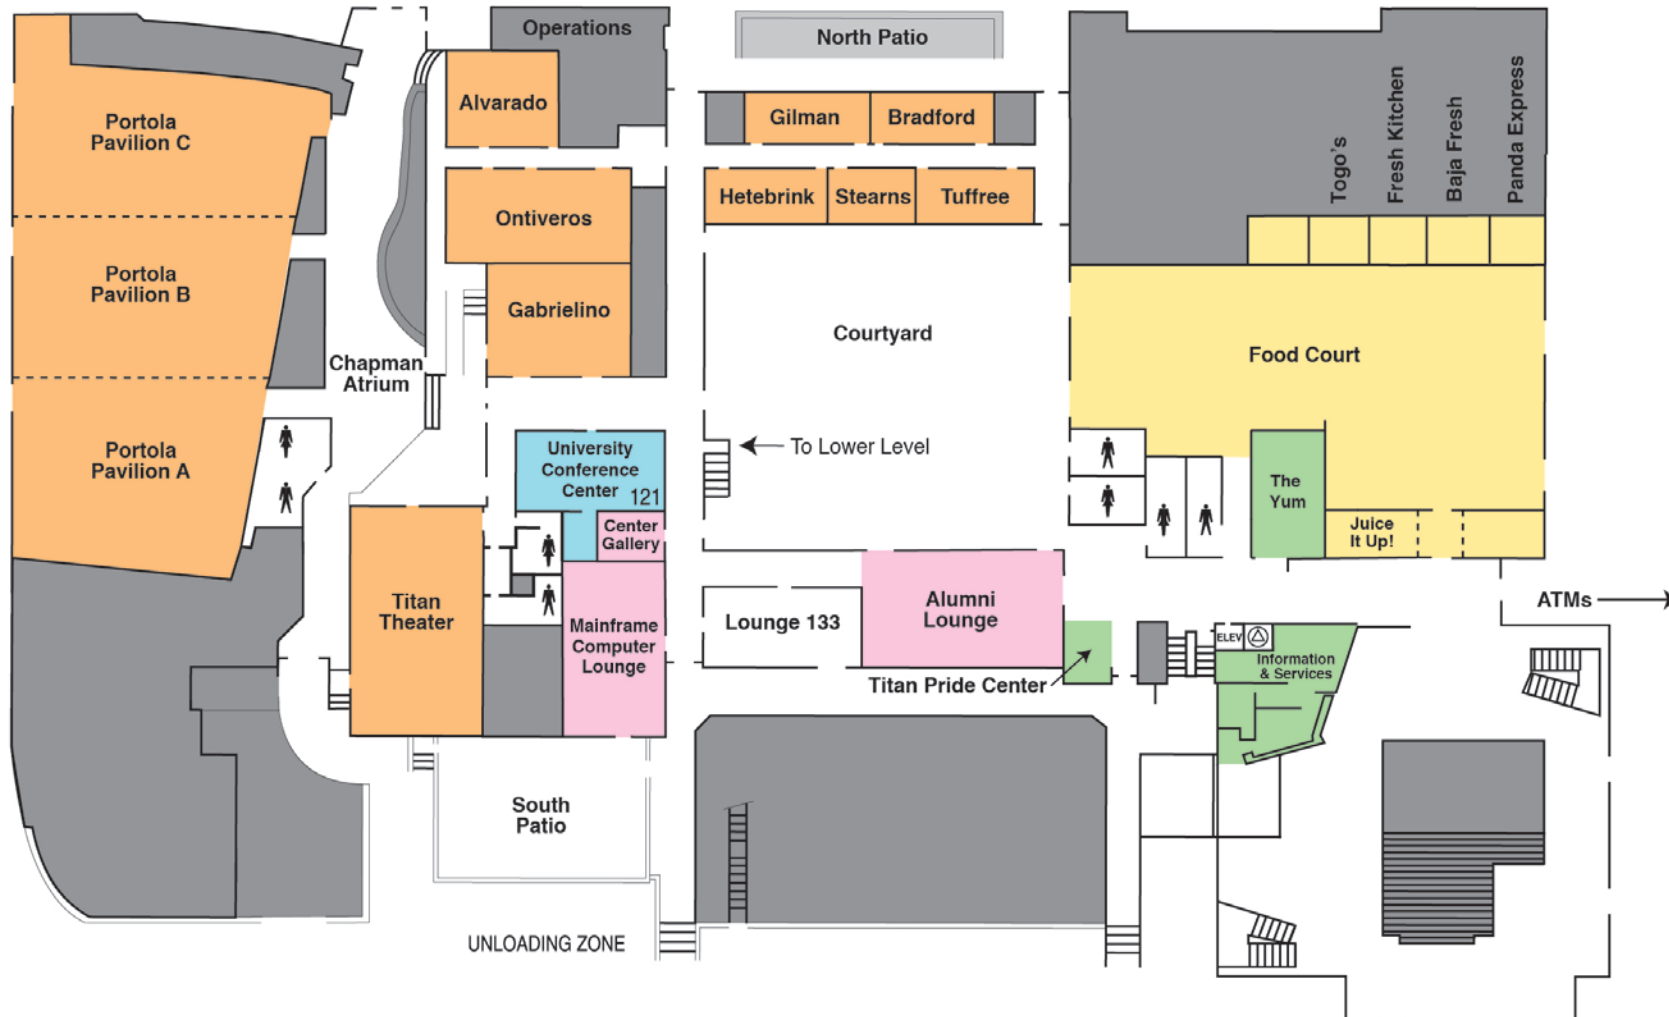 Operations
North Patio
Alvarado
Gilman
Bradford
Portola
Pavilion C
Togo's
Fresh Kitchen
Baja Fresh
Panda Express
Ontiveros
Hetebrink
Stearns
Tuffree
Portola
Pavilion B
Gabrielino
Courtyard
Food Court
Chapman
Atrium
Portola
Pavilion A
University
Conference
Center 121
To Lower Level
The
Yum
Center
Gallery
Juice
It Up!
Titan
Theater
Mainframe
Computer
Lounge
Lounge 133
Alumni
Lounge
ATMs
ELEV
Information
& Services
Titan Pride Center
South
Patio
UNLOADING ZONE